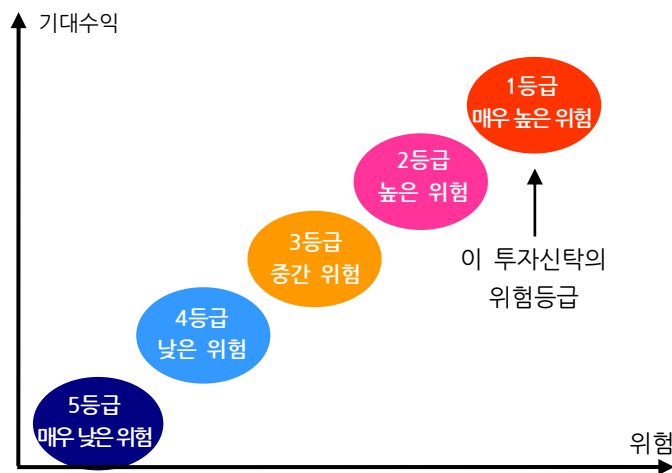 기대수익
1등급
매우 높은 위험
2등급
높은 위험
3등급
중간 위험
이 투자신탁의
위험등급
4등급
낮은 위험
5등급
매우 낮은 위험
위험